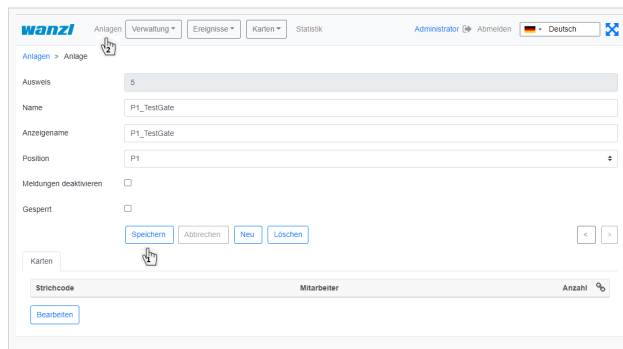 wanzl Anlagen Verwaltung Ereignisse Karten Statistik Administrator Abmelden Deutsch
2
Anlagen > Anlage
Ausweis 5
Name P1_TestGate
Anzeigename P1_TestGate
Position P1
Meldungen deaktivieren
Gesperrt
Speichern Abbrechen Neu Löschen < >
1
Karten
Strichcode Mitarbeiter Anzahl
Bearbeiten